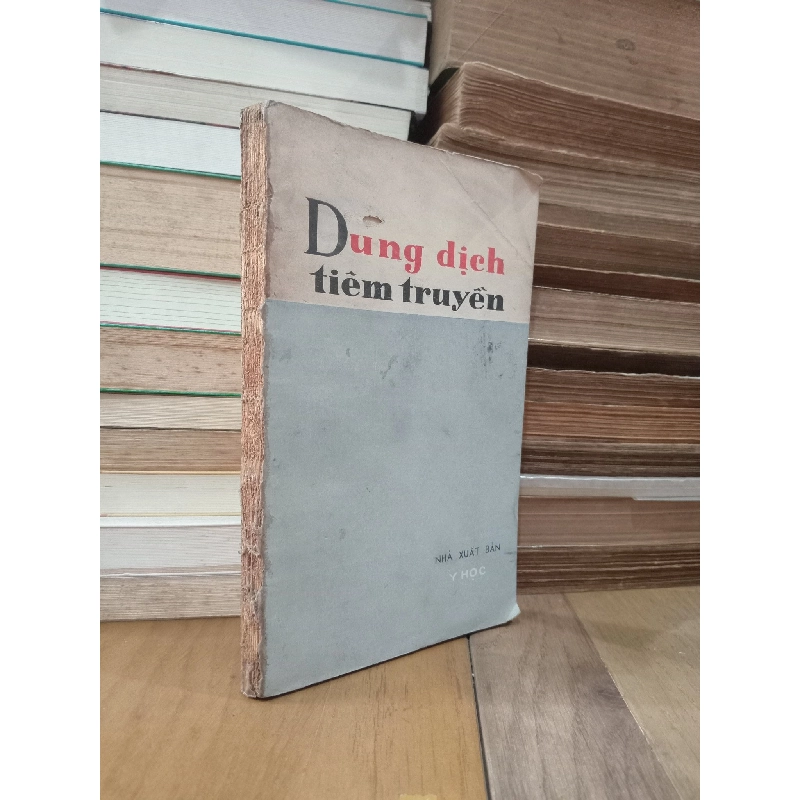 Dung dịch
tiêm truyền
NHÀ XUẤT BẢN
Y HỌC